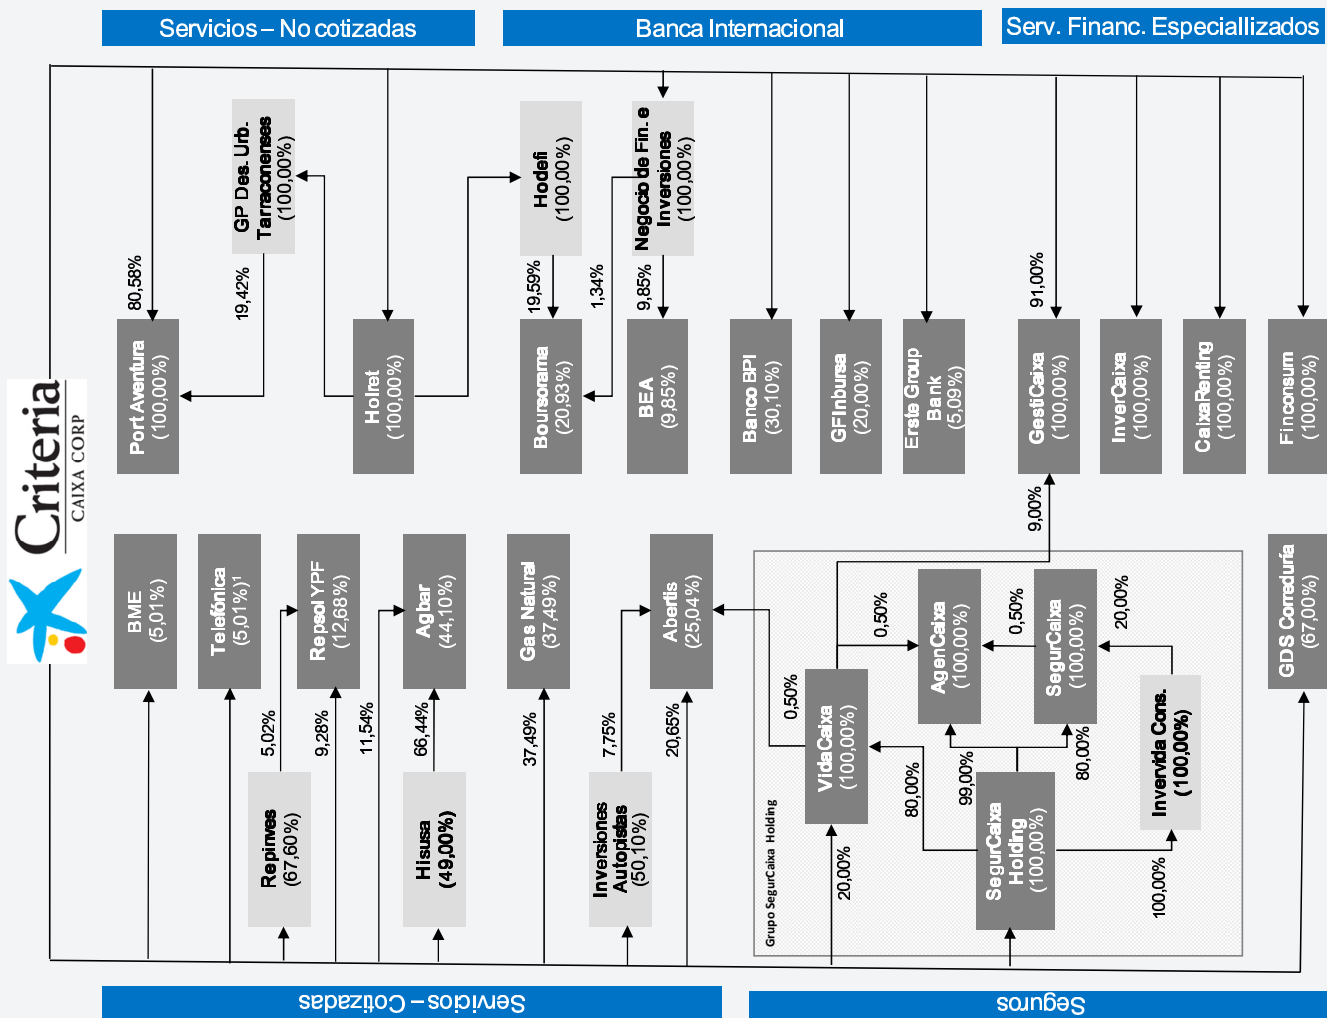 Servicios – No cotizadas
Banca Internacional
Serv. Financ. Especiallizados
Criteria
CAIXA CORP
Port Aventura
(100,00%)
80,58%
19,42%
GP Des. Urb.
Tarraconenses
(100,00%)
Holret
(100,00%)
Hodefi
(100,00%)
19,59%
1,34%
Boursorama
(20,93%)
Negocio de Fin. e
Inversiones
(100,00%)
9,85%
BEA
(9,85%)
Banco BPI
(30,10%)
GFInbursa
(20,00%)
Erste Group
Bank
(5,09%)
91,00%
GestiCaixa
(100,00%)
InverCaixa
(100,00%)
CaixaRenting
(100,00%)
Finconsum
(100,00%)
9,00%
BME
(5,01%)
Telefónica
(5,01%)¹
Repsol YPF
(12,68%)
5,02%
9,28%
Repinves
(67,60%)
Agbar
(44,10%)
11,54%
66,44%
Hisusa
(49,00%)
Gas Natural
(37,49%)
37,49%
Abertis
(25,04%)
7,75%
20,65%
Inversiones
Autopistas
(50,10%)
0,50%
Grupo SegurCaixa Holding
VidaCaixa
(100,00%)
20,00%
80,00%
0,50%
AgenCaixa
(100,00%)
99,00%
0,50%
SegurCaixa
(100,00%)
80,00%
20,00%
SegurCaixa
Holding
(100,00%)
100,00%
Invervida Cons.
(100,00%)
GDS Correduría
(67,00%)
Servicios – Cotizadas
Seguros